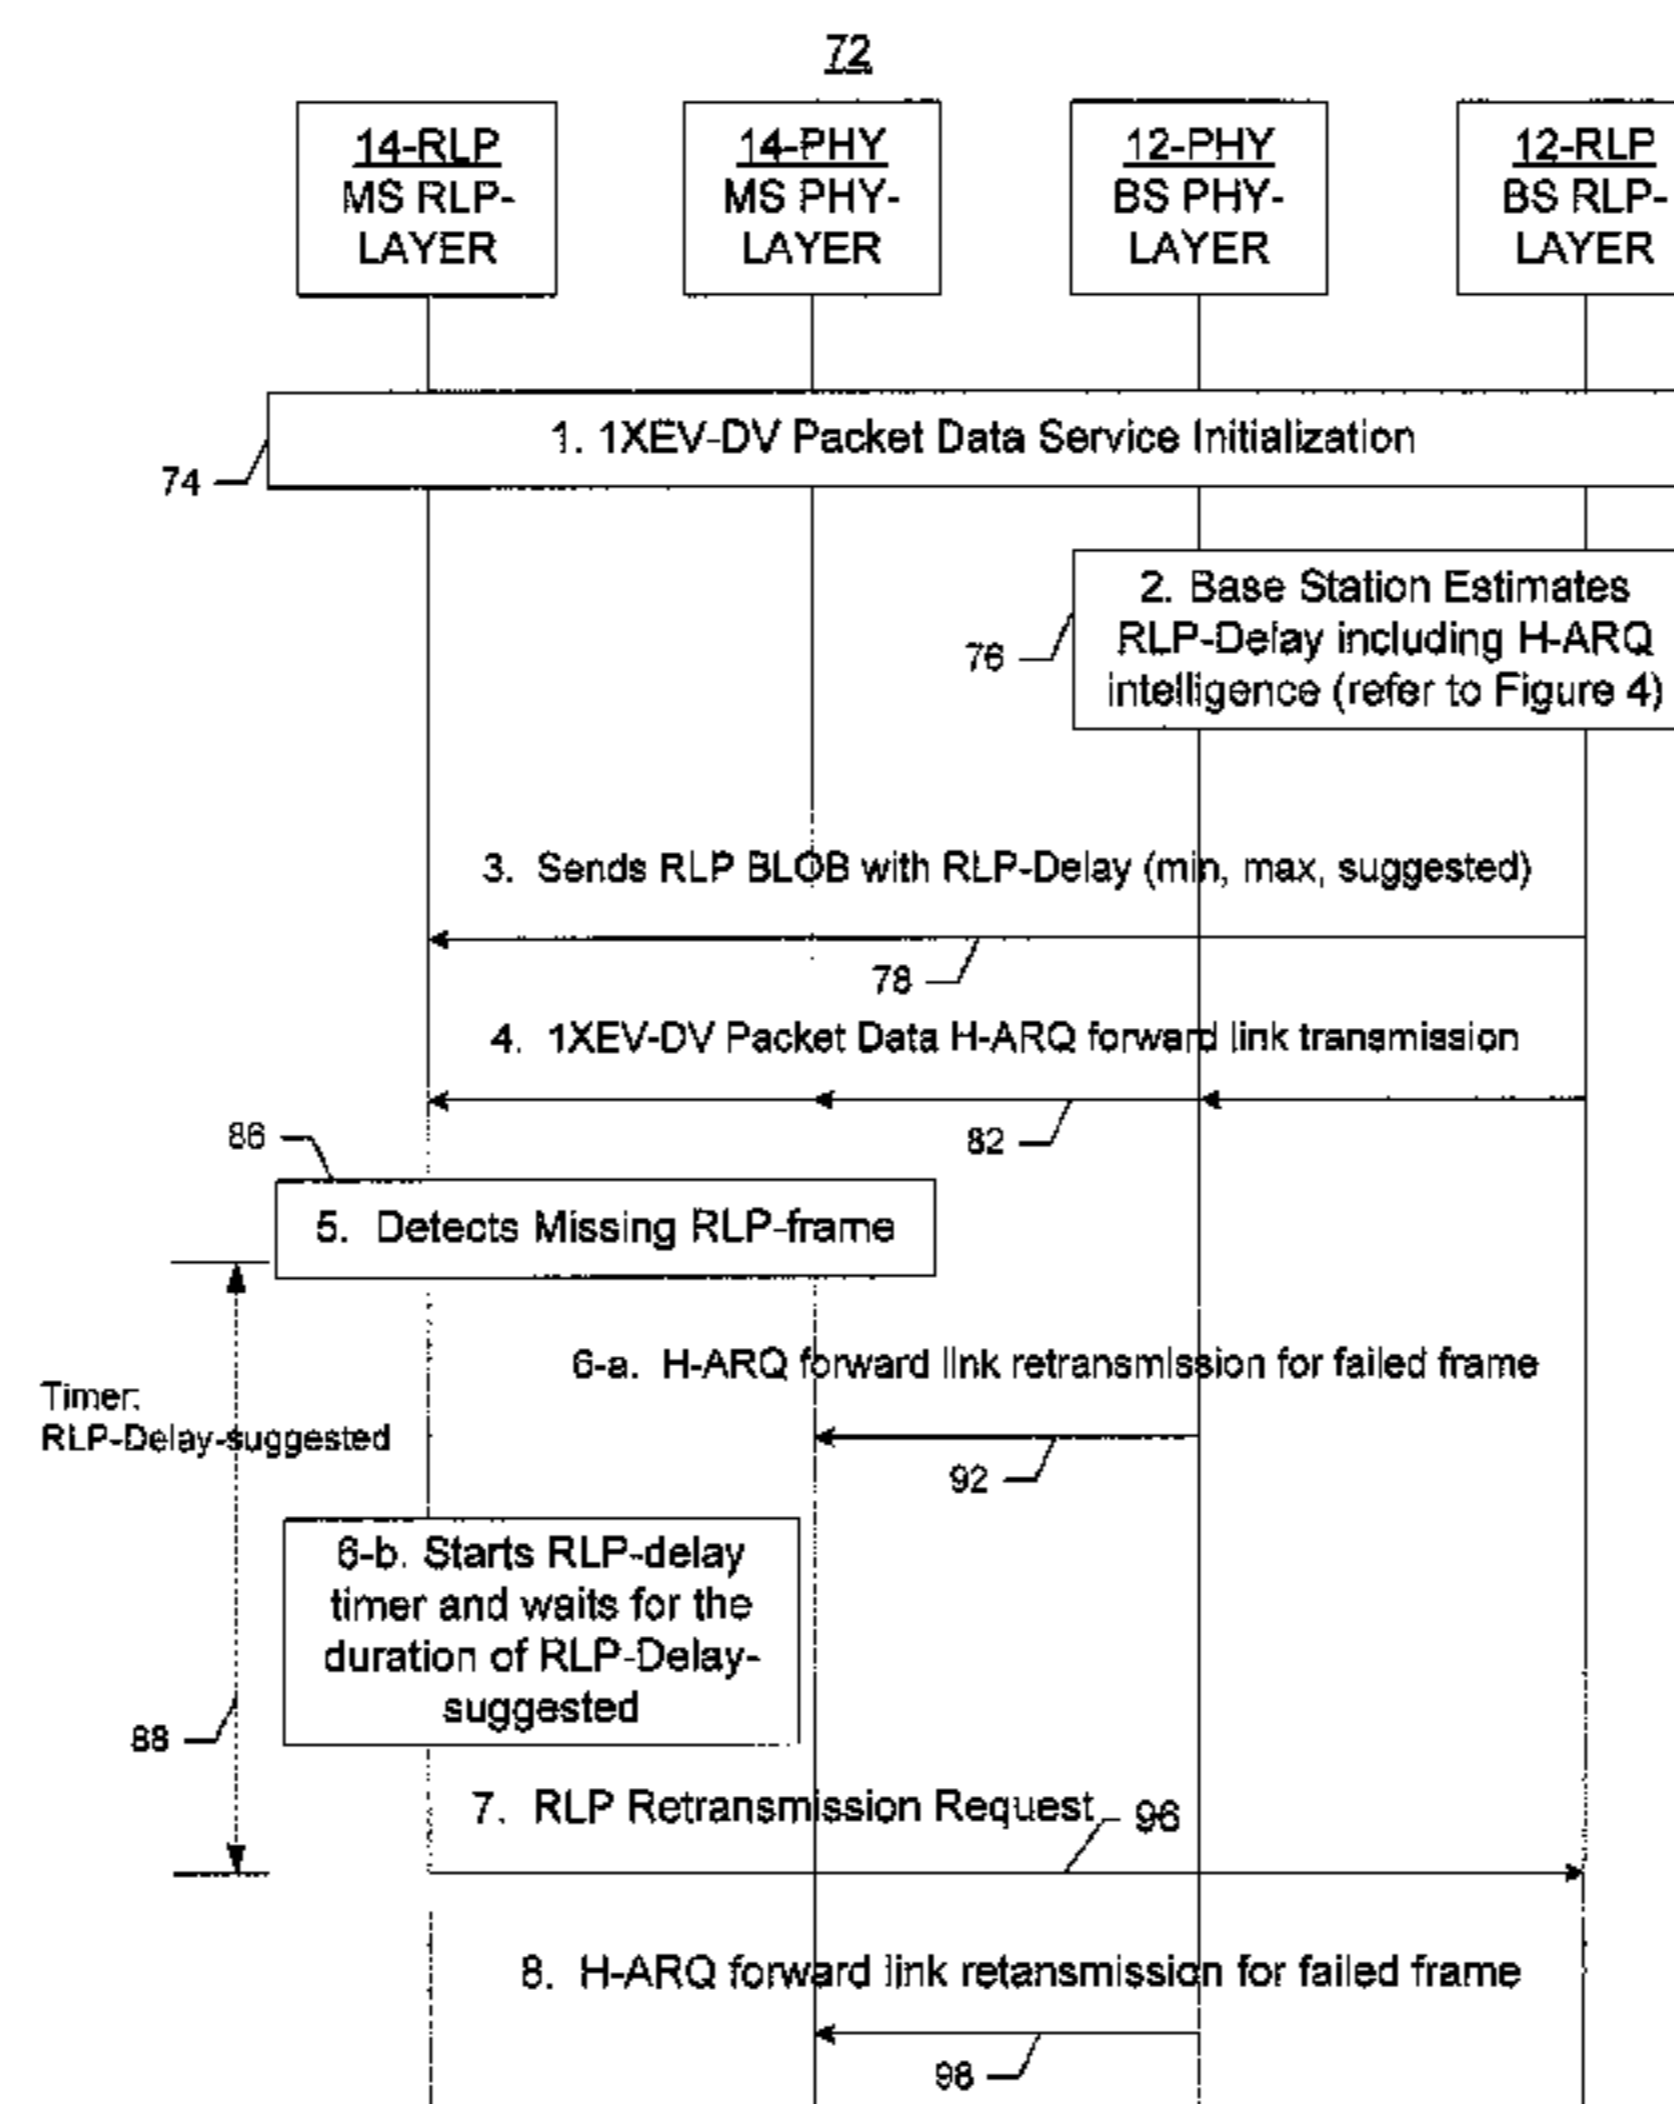 72
14-RLP
MS RLP-
LAYER
14-PHY
MS PHY-
LAYER
12-PHY
BS PHY-
LAYER
12-RLP
BS RLP-
LAYER
1. 1XEV-DV Packet Data Service Initialization
74
2. Base Station Estimates
RLP-Delay including H-ARQ
intelligence (refer to Figure 4)
76
3. Sends RLP BLOB with RLP-Delay (min, max, suggested)
78
4. 1XEV-DV Packet Data H-ARQ forward link transmission
82
86
5. Detects Missing RLP-frame
6-a. H-ARQ forward link retransmission for failed frame
Timer:
RLP-Delay-suggested
92
6-b. Starts RLP-delay
timer and waits for the
duration of RLP-Delay-
suggested
88
7. RLP Retransmission Request
96
8. H-ARQ forward link retansmission for failed frame
98